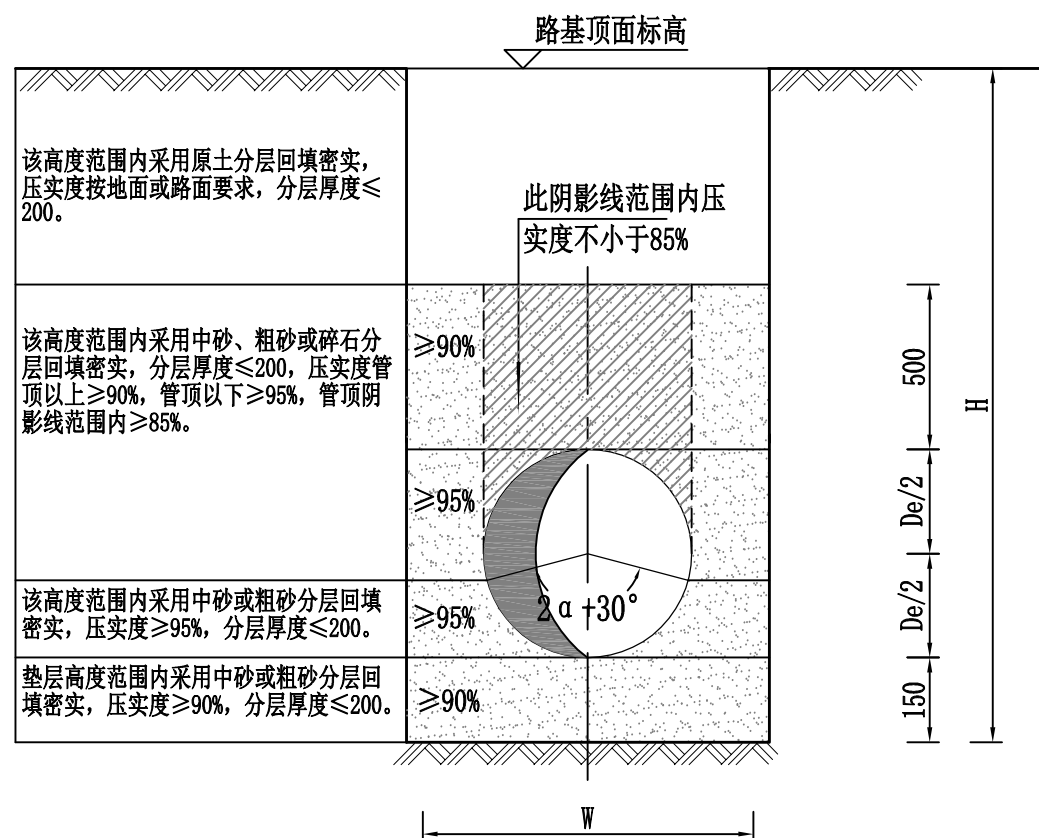 路基顶面标高
该高度范围内采用原土分层回填密实,
压实度按地面或路面要求, 分层厚度≤
200。
此阴影线范围内压
实度不小于85%
该高度范围内采用中砂、粗砂或碎石分
层回填密实, 分层厚度≤200, 压实度管
顶以上≥90%, 管顶以下≥95%, 管顶阴
影线范围内≥85%。
≥90%
500
H
≥95%
De/2
该高度范围内采用中砂或粗砂分层回填
密实, 压实度≥95%, 分层厚度≤200。
≥95%
2α+30°
De/2
垫层高度范围内采用中砂或粗砂分层回
填密实, 压实度≥90%, 分层厚度≤200。
≥90%
150
W